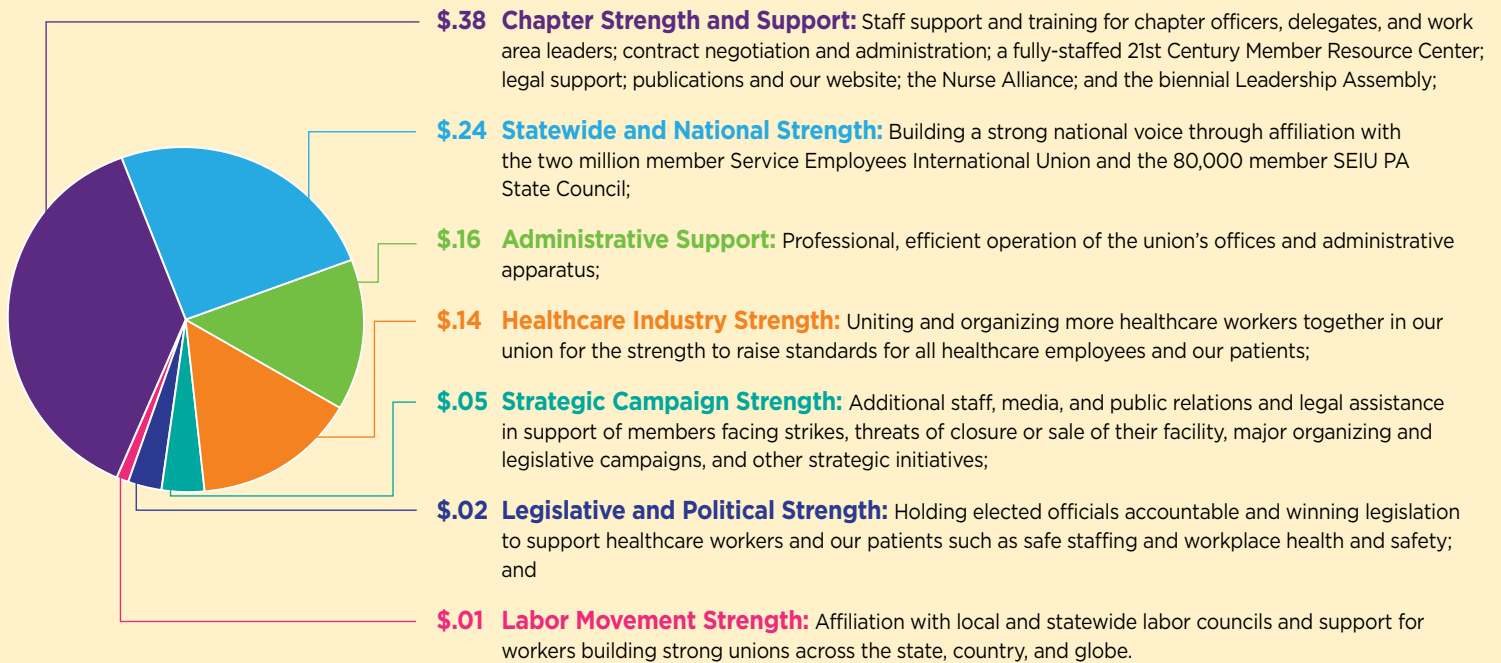 $.38 Chapter Strength and Support: Staff support and training for chapter officers, delegates, and work
area leaders; contract negotiation and administration; a fully-staffed 21st Century Member Resource Center;
legal support; publications and our website; the Nurse Alliance; and the biennial Leadership Assembly;
$.24 Statewide and National Strength: Building a strong national voice through affiliation with
the two million member Service Employees International Union and the 80,000 member SEIU PA
State Council;
$.16 Administrative Support: Professional, efficient operation of the union's offices and administrative
apparatus;
$.14 Healthcare Industry Strength: Uniting and organizing more healthcare workers together in our
union for the strength to raise standards for all healthcare employees and our patients;
$.05 Strategic Campaign Strength: Additional staff, media, and public relations and legal assistance
in support of members facing strikes, threats of closure or sale of their facility, major organizing and
legislative campaigns, and other strategic initiatives;
$.02 Legislative and Political Strength: Holding elected officials accountable and winning legislation
to support healthcare workers and our patients such as safe staffing and workplace health and safety;
and
$.01 Labor Movement Strength: Affiliation with local and statewide labor councils and support for
workers building strong unions across the state, country, and globe.